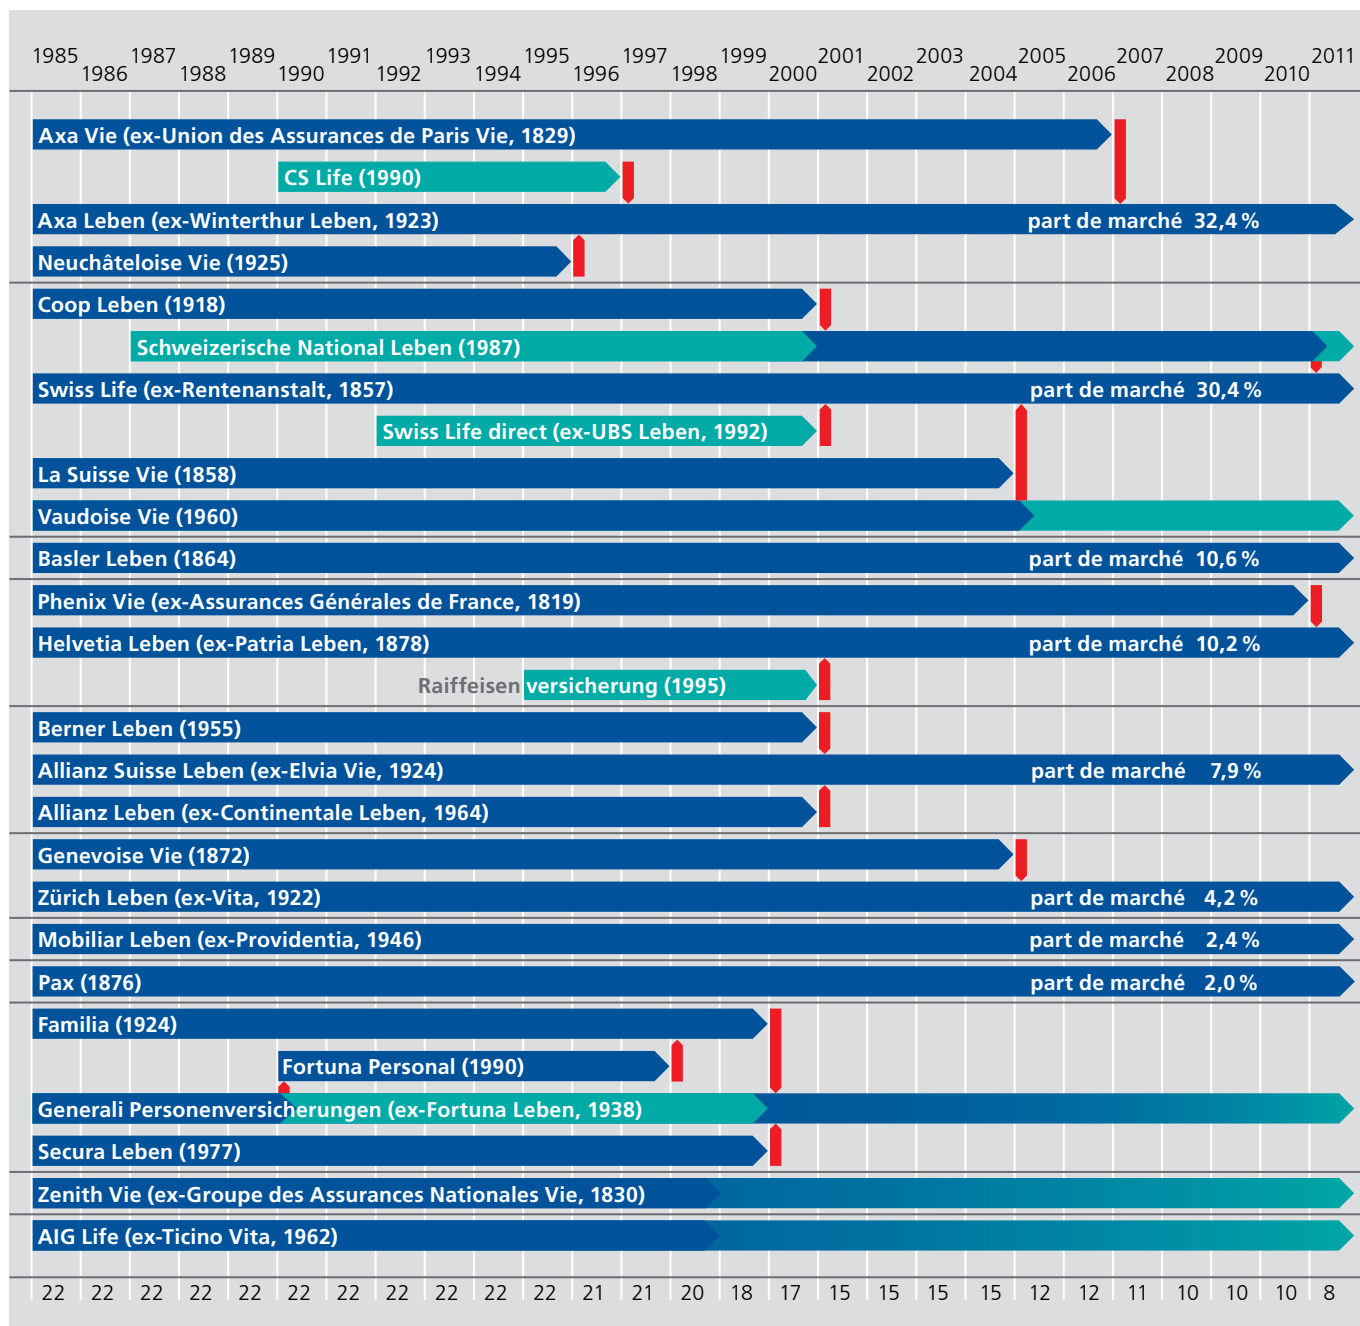 1985 1987 1989 1991 1993 1995 1997 1999 2001 2003 2005 2007 2009 2011
1986 1988 1990 1992 1994 1996 1998 2000 2002 2004 2006 2008 2010
Axa Vie (ex-Union des Assurances de Paris Vie, 1829)
CS Life (1990)
Axa Leben (ex-Winterthur Leben, 1923) part de marché 32,4 %
Neuchâteloise Vie (1925)
Coop Leben (1918)
Schweizerische National Leben (1987)
Swiss Life (ex-Rentenanstalt, 1857) part de marché 30,4 %
Swiss Life direct (ex-UBS Leben, 1992)
La Suisse Vie (1858)
Vaudoise Vie (1960)
Basler Leben (1864) part de marché 10,6 %
Phenix Vie (ex-Assurances Générales de France, 1819)
Helvetia Leben (ex-Patria Leben, 1878) part de marché 10,2 %
Raiffeisen versicherung (1995)
Berner Leben (1955)
Allianz Suisse Leben (ex-Elvia Vie, 1924) part de marché 7,9 %
Allianz Leben (ex-Continentale Leben, 1964)
Genevoise Vie (1872)
Zürich Leben (ex-Vita, 1922) part de marché 4,2 %
Mobiliar Leben (ex-Providentia, 1946) part de marché 2,4 %
Pax (1876) part de marché 2,0 %
Familia (1924)
Fortuna Personal (1990)
Generali Personenversicherungen (ex-Fortuna Leben, 1938)
Secura Leben (1977)
Zenith Vie (ex-Groupe des Assurances Nationales Vie, 1830)
AIG Life (ex-Ticino Vita, 1962)
22 22 22 22 22 22 22 22 22 22 22 21 21 20 18 17 15 15 15 15 12 12 11 10 10 10 8